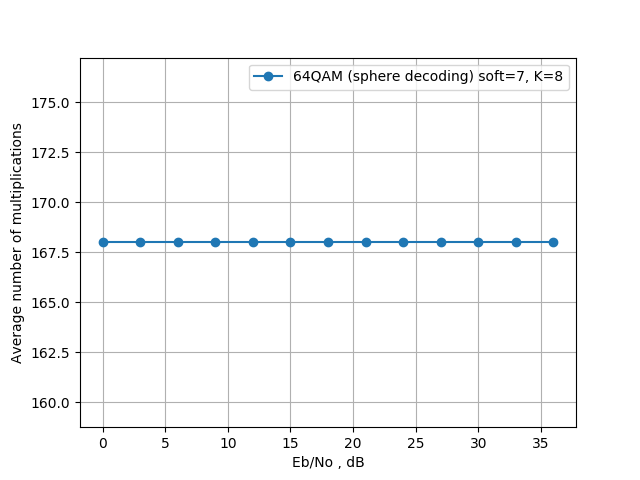 64QAM (sphere decoding) soft=7, K=8
175.0
172.5
170.0
167.5
165.0
162.5
160.0
Average number of multiplications
0 5 10 15 20 25 30 35
Eb/No , dB